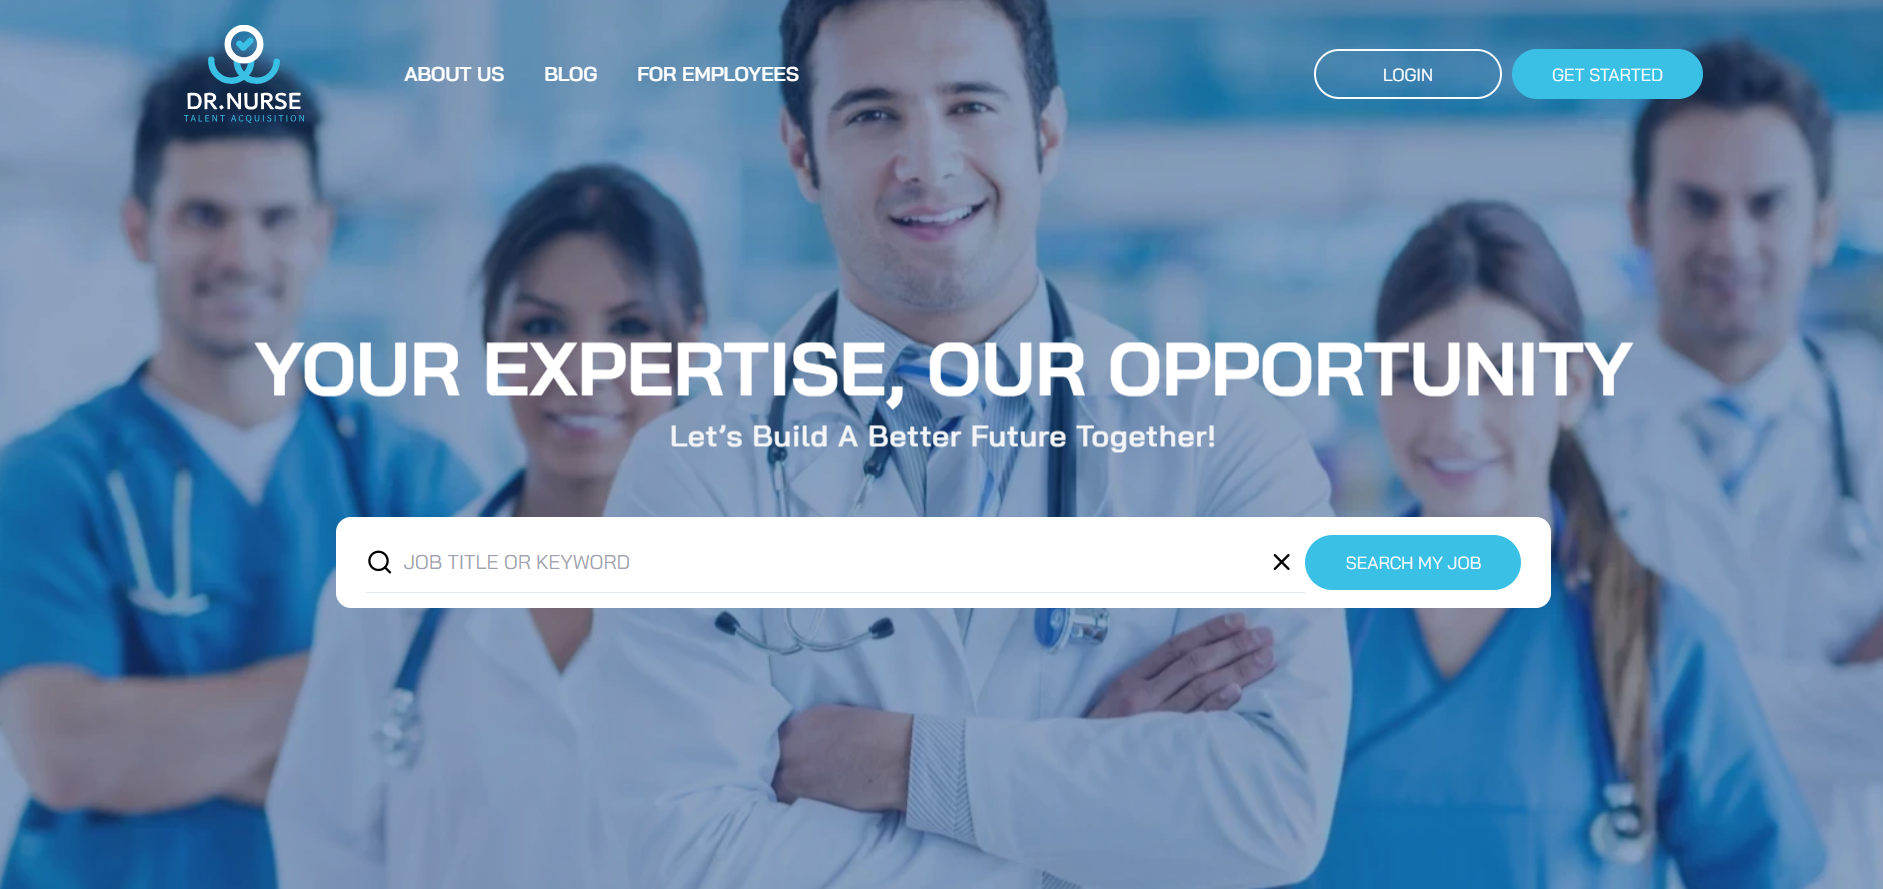 DR.NURSE
TALENT ACQUISITION
ABOUT US
BLOG
FOR EMPLOYEES
LOGIN
GET STARTED
YOUR EXPERTISE, OUR OPPORTUNITY
Let's Build A Better Future Together!
JOB TITLE OR KEYWORD
SEARCH MY JOB